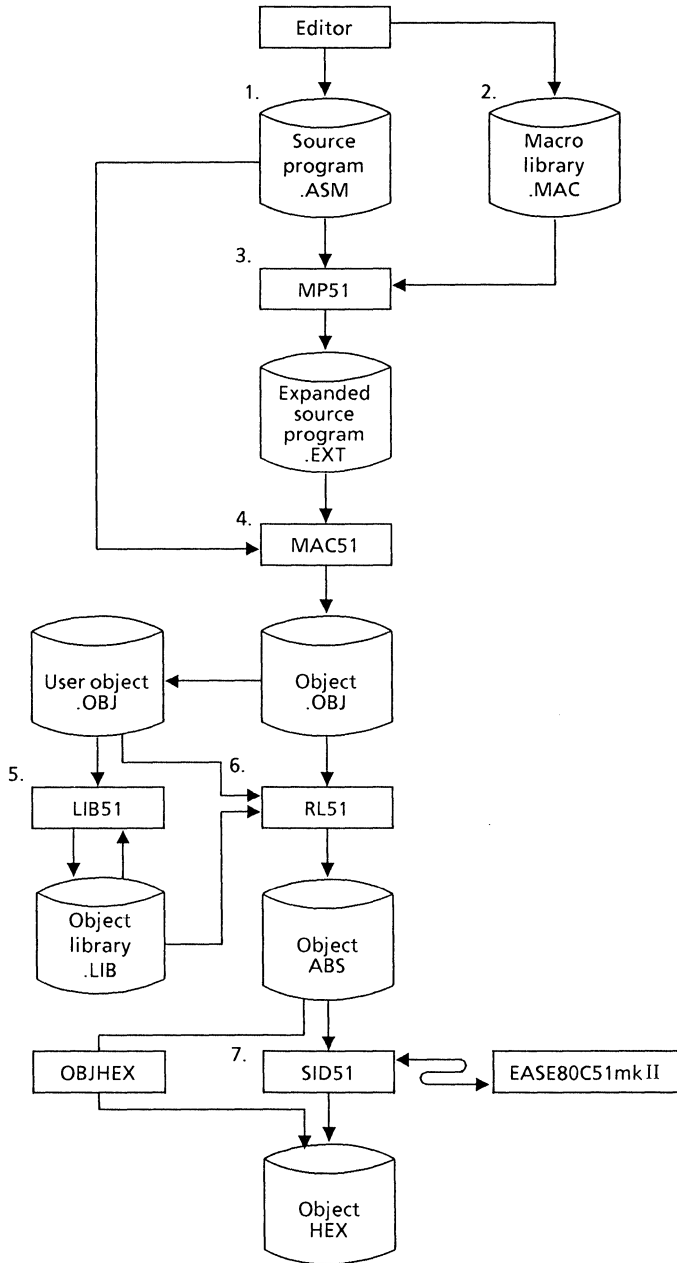 Editor
1.
2.
Source
program
.ASM
Macro
library
.MAC
3.
MP51
Expanded
source
program
.EXT
4.
MAC51
User object
.OBJ
Object
.OBJ
5.
6.
LIB51
RL51
Object
library
.LIB
Object
ABS
OBJHEX
7.
SID51
EASE80C51mkII
Object
HEX